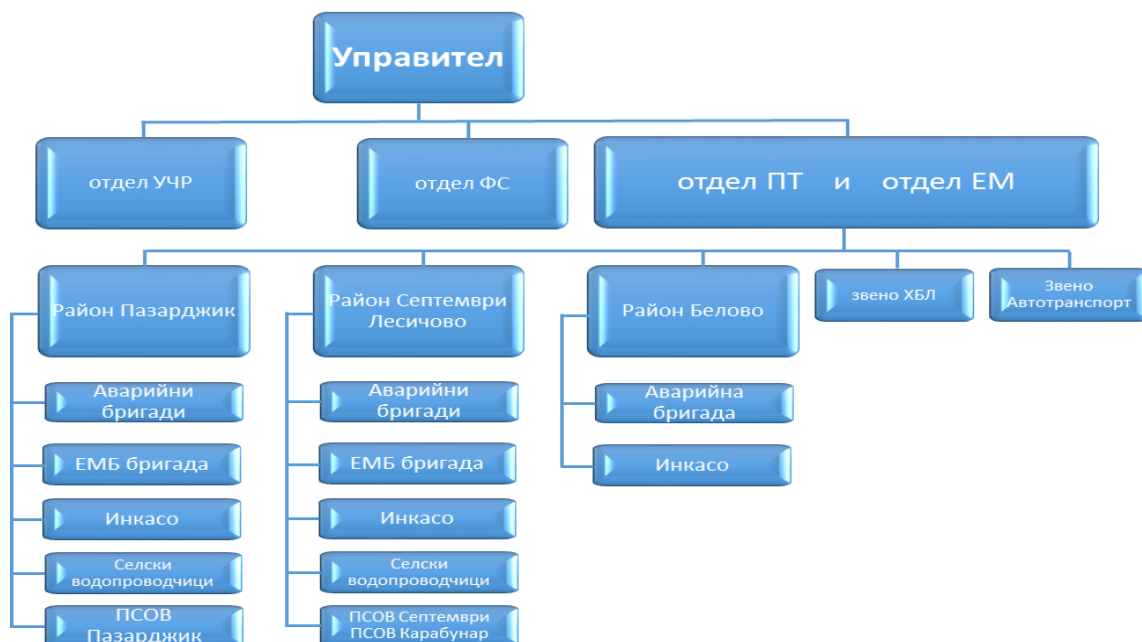 Управител
отдел УЧР
отдел ФС
отдел ПТ и отдел ЕМ
Район Пазарджик
Район Септември
Лесичово
Район Белово
звено ХБЛ
Звено
Автотранспорт
Аварийни
бригади
ЕМБ бригада
Инкасо
Селски
водопроводчици
ПСОВ
Пазарджик
Аварийни
бригади
ЕМБ бригада
Инкасо
Селски
водопроводчици
ПСОВ Септември
ПСОВ Карабунар
Аварийна
бригада
Инкасо